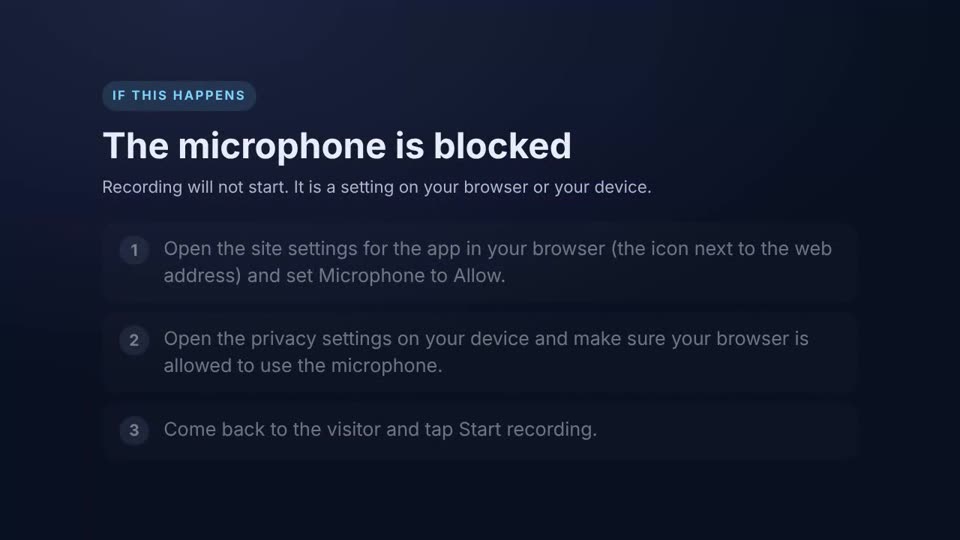 IF THIS HAPPENS
The microphone is blocked
Recording will not start. It is a setting on your browser or your device.
1 Open the site settings for the app in your browser (the icon next to the web
address) and set Microphone to Allow.
2 Open the privacy settings on your device and make sure your browser is
allowed to use the microphone.
3 Come back to the visitor and tap Start recording.